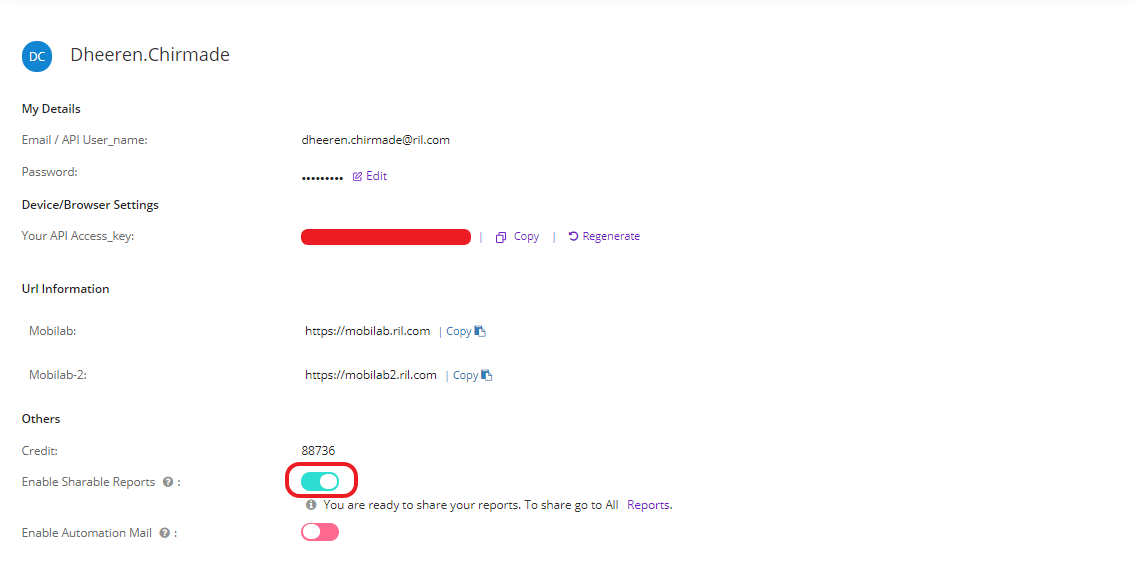 DC Dheeren.Chirmade
My Details
Email / API User_name: dheeren.chirmade@ril.com
Password: ••••••••• Edit
Device/Browser Settings
Your API Access_key: | Copy | Regenerate
Url Information
Mobilab: https://mobilab.ril.com | Copy
Mobilab-2: https://mobilab2.ril.com | Copy
Others
Credit: 88736
Enable Sharable Reports ? :
i You are ready to share your reports. To share go to All Reports.
Enable Automation Mail ? :